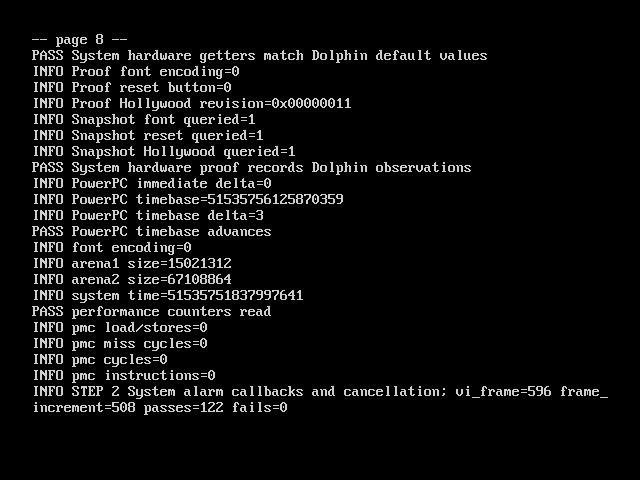 -- page 8 --
PASS System hardware getters match Dolphin default values
INFO Proof font encoding=0
INFO Proof reset button=0
INFO Proof Hollywood revision=0x00000011
INFO Snapshot font queried=1
INFO Snapshot reset queried=1
INFO Snapshot Hollywood queried=1
PASS System hardware proof records Dolphin observations
INFO PowerPC immediate delta=0
INFO PowerPC timebase=51535756125870359
INFO PowerPC timebase delta=3
PASS PowerPC timebase advances
INFO font encoding=0
INFO arena1 size=15021312
INFO arena2 size=67108864
INFO system time=51535751837997641
PASS performance counters read
INFO pmc load/stores=0
INFO pmc miss cycles=0
INFO pmc cycles=0
INFO pmc instructions=0
INFO STEP 2 System alarm callbacks and cancellation; vi_frame=596 frame_
increment=508 passes=122 fails=0